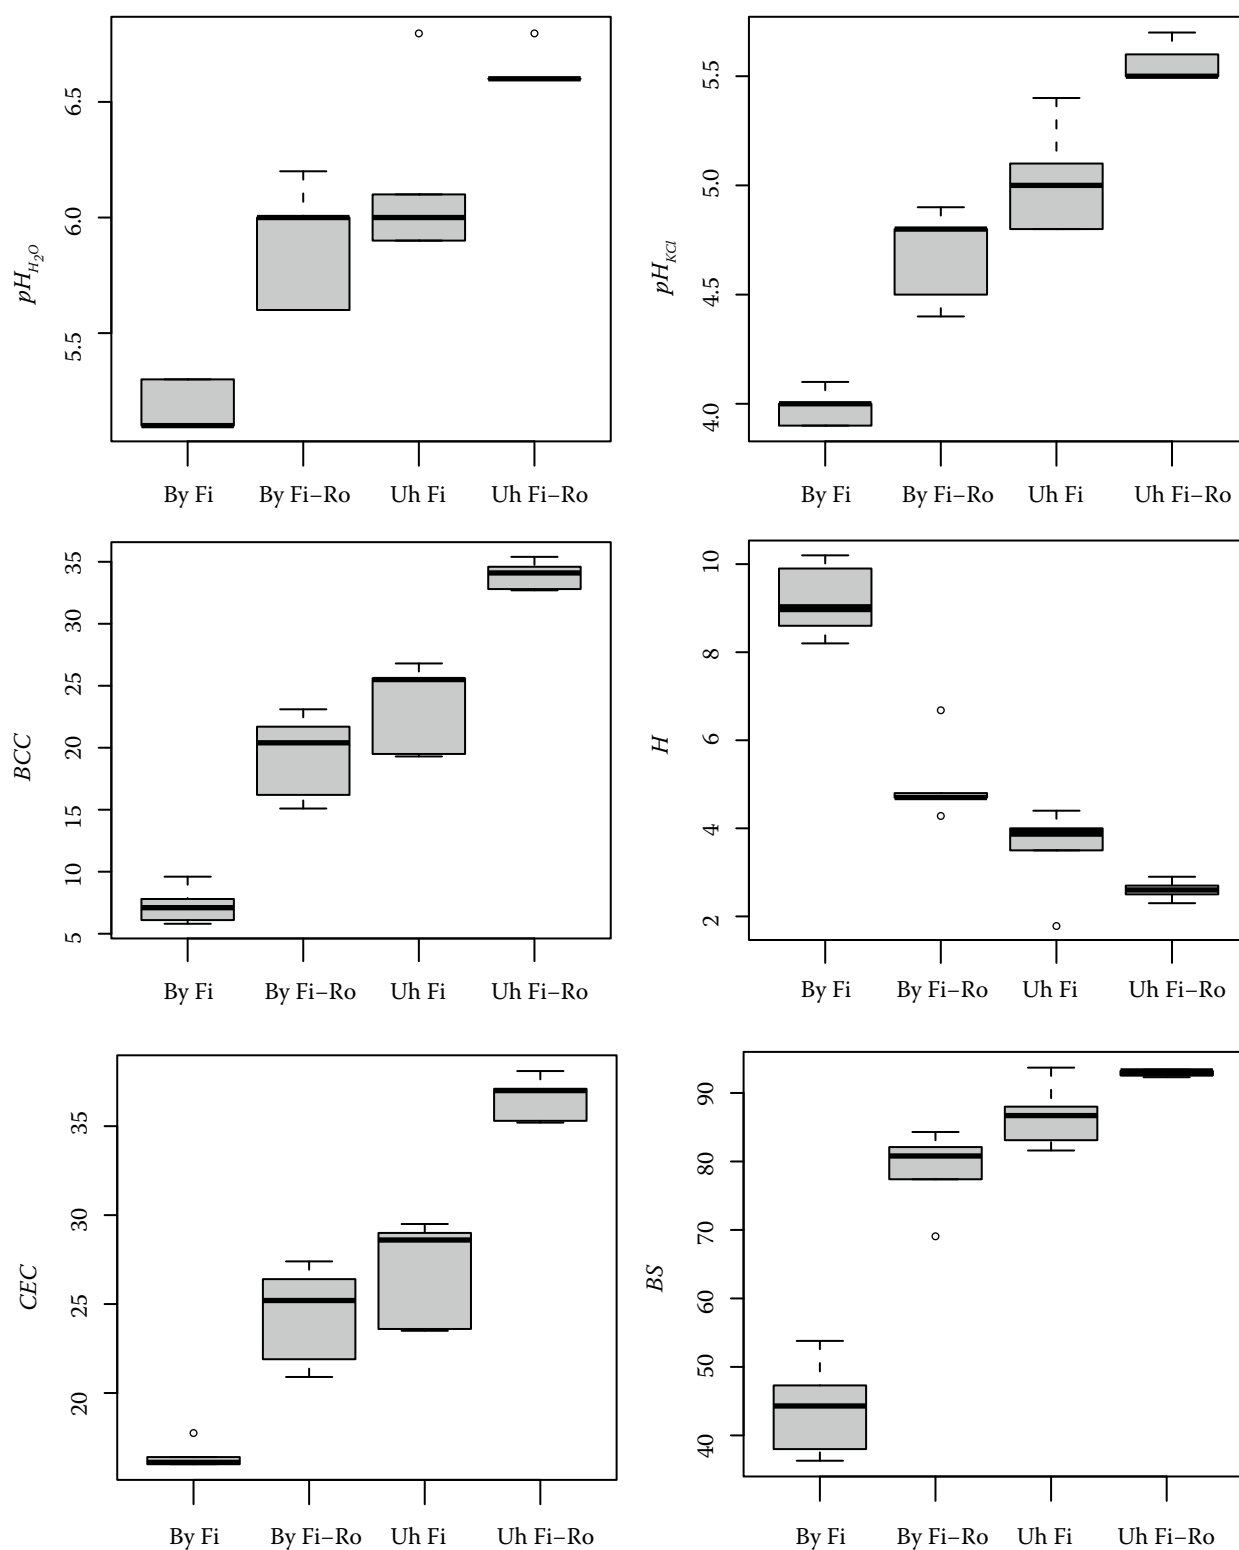 6.5
6.0
5.5
pH_H₂O
By Fi By Fi–Ro Uh Fi Uh Fi–Ro
5.5
5.0
4.5
4.0
pH_KCl
By Fi By Fi–Ro Uh Fi Uh Fi–Ro
35
30
25
20
15
10
5
BCC
By Fi By Fi–Ro Uh Fi Uh Fi–Ro
10
8
6
4
2
H
By Fi By Fi–Ro Uh Fi Uh Fi–Ro
35
30
25
20
CEC
By Fi By Fi–Ro Uh Fi Uh Fi–Ro
90
80
70
60
50
40
BS
By Fi By Fi–Ro Uh Fi Uh Fi–Ro